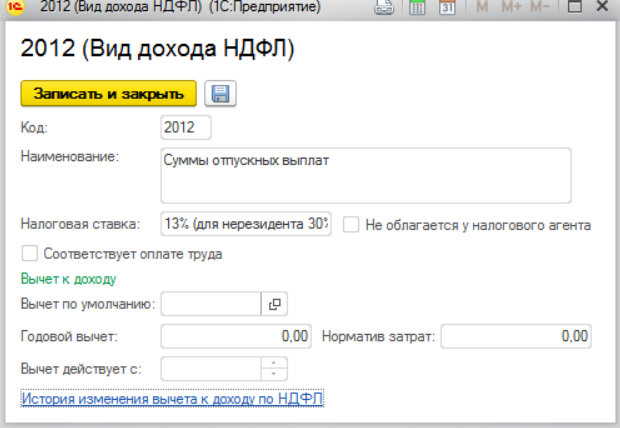 1С 2012 (Вид дохода НДФЛ) (1С:Предприятие) 31 M M+ M-
2012 (Вид дохода НДФЛ)
Записать и закрыть
Код: 2012
Наименование: Суммы отпускных выплат
Налоговая ставка: 13% (для нерезидента 30% Не облагается у налогового агента
Соответствует оплате труда
Вычет к доходу
Вычет по умолчанию:
Годовой вычет: 0,00 Норматив затрат: 0,00
Вычет действует с:
История изменения вычета к доходу по НДФЛ